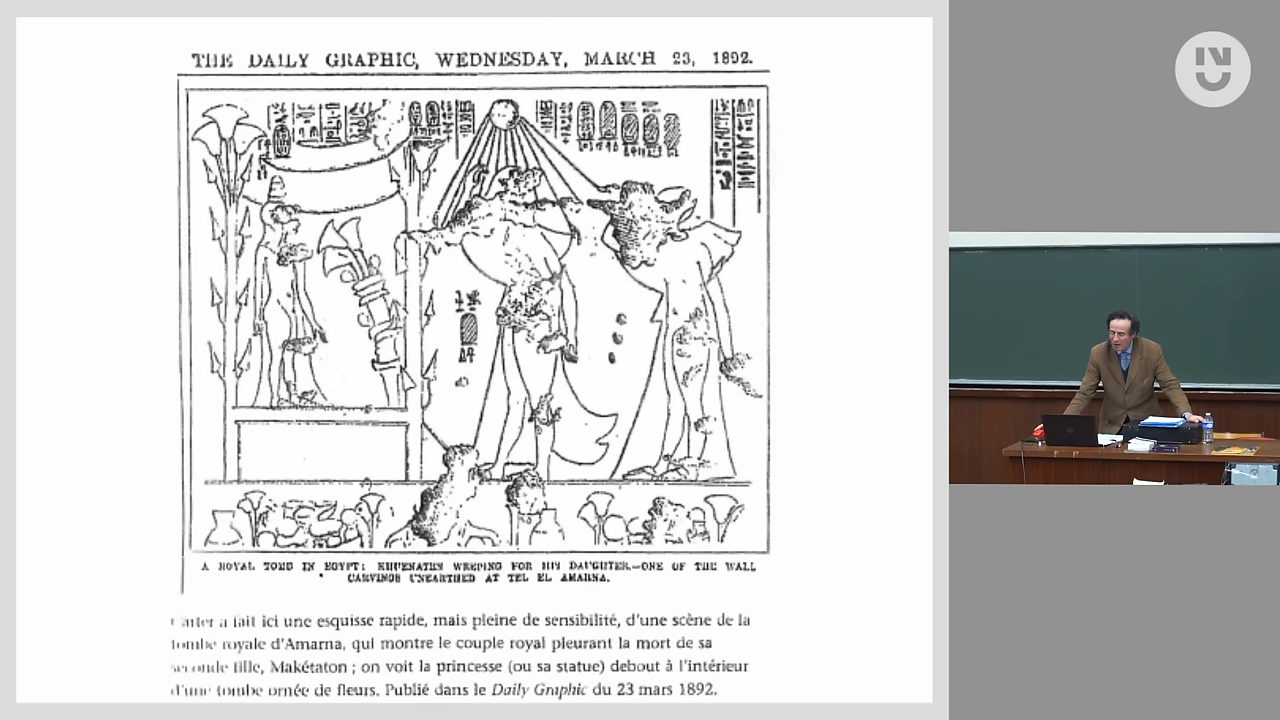 THE DAILY GRAPHIC, WEDNESDAY, MARCH 23, 1892.
A ROYAL TOMB IN EGYPT: KHUENATEN WEEPING FOR HIS DAUGHTER.—ONE OF THE WALL
CARVINGS UNEARTHED AT TEL EL AMARNA.
Carter a fait ici une esquisse rapide, mais pleine de sensibilité, d'une scène de la
tombe royale d'Amarna, qui montre le couple royal pleurant la mort de sa
seconde fille, Makétaton ; on voit la princesse (ou sa statue) debout à l'intérieur
d'une tombe ornée de fleurs. Publié dans le Daily Graphic du 23 mars 1892.